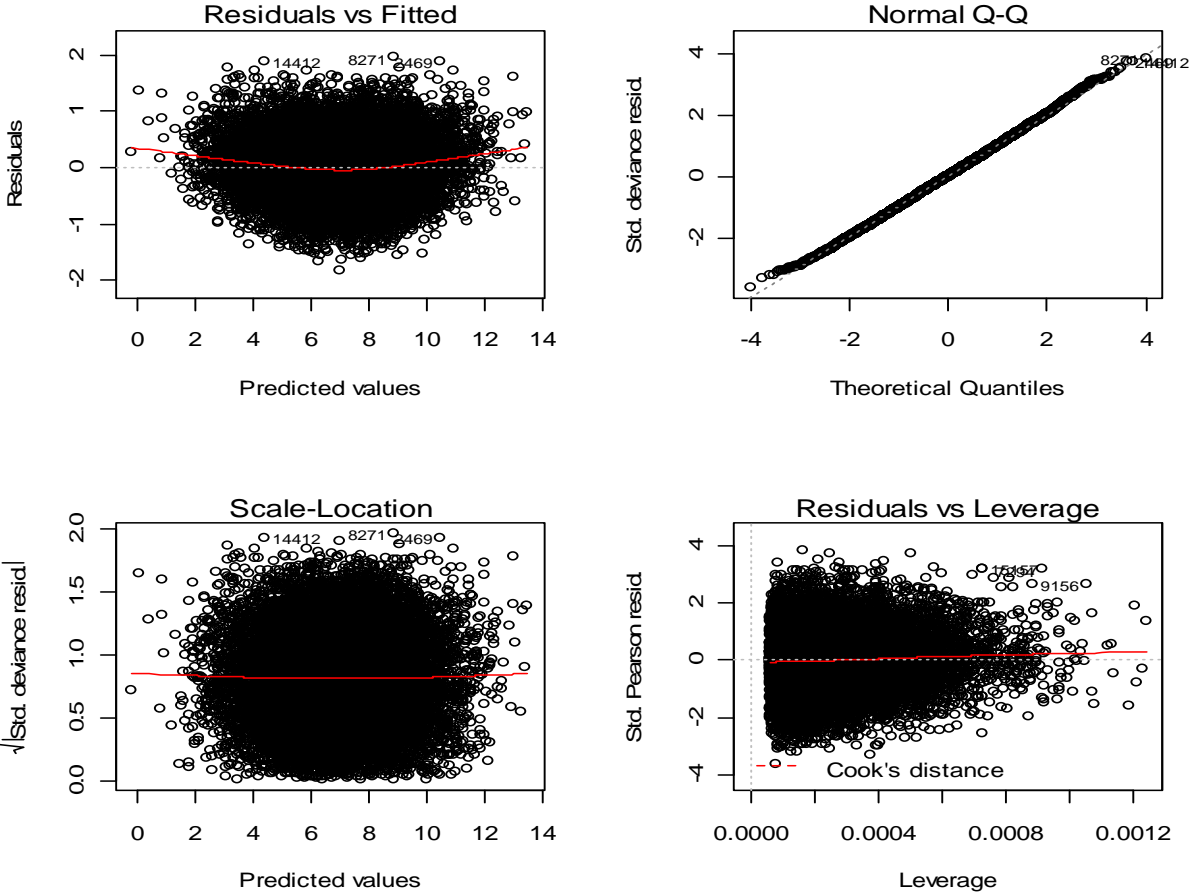 Residuals vs Fitted
Residuals
2
1
0
-1
-2
14412
8271
2469
0 2 4 6 8 10 12 14
Predicted values
Normal Q-Q
Std. deviance resid.
4
2
0
-2
-4 -2 0 2 4
Theoretical Quantiles
Scale-Location
√|Std. deviance resid.|
2.0
1.5
1.0
0.5
0.0
14412
8271
2469
0 2 4 6 8 10 12 14
Predicted values
Residuals vs Leverage
Std. Pearson resid.
4
2
0
-2
-4
9156
Cook's distance
0.0000 0.0004 0.0008 0.0012
Leverage